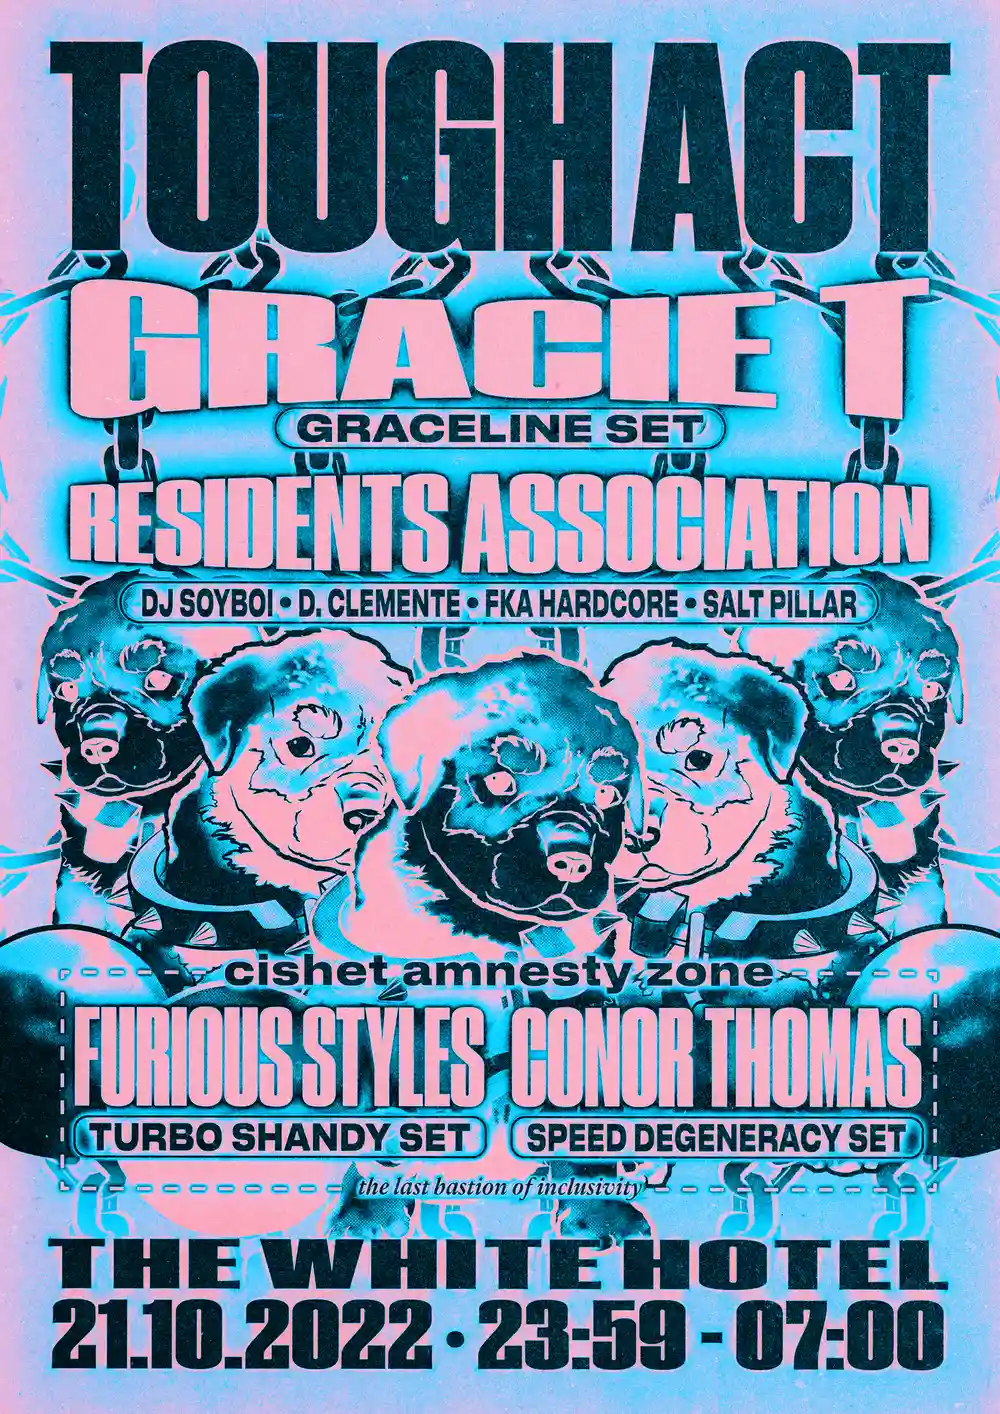 TOUGH ACT
GRACIE T
GRACELINE SET
RESIDENTS ASSOCIATION
DJ SOYBOI • D. CLEMENTE • FKA HARDCORE • SALT PILLAR
cishet amnesty zone
FURIOUS STYLES CONOR THOMAS
TURBO SHANDY SET SPEED DEGENERACY SET
the last bastion of inclusivity
THE WHITE HOTEL
21.10.2022 • 23:59 - 07:00